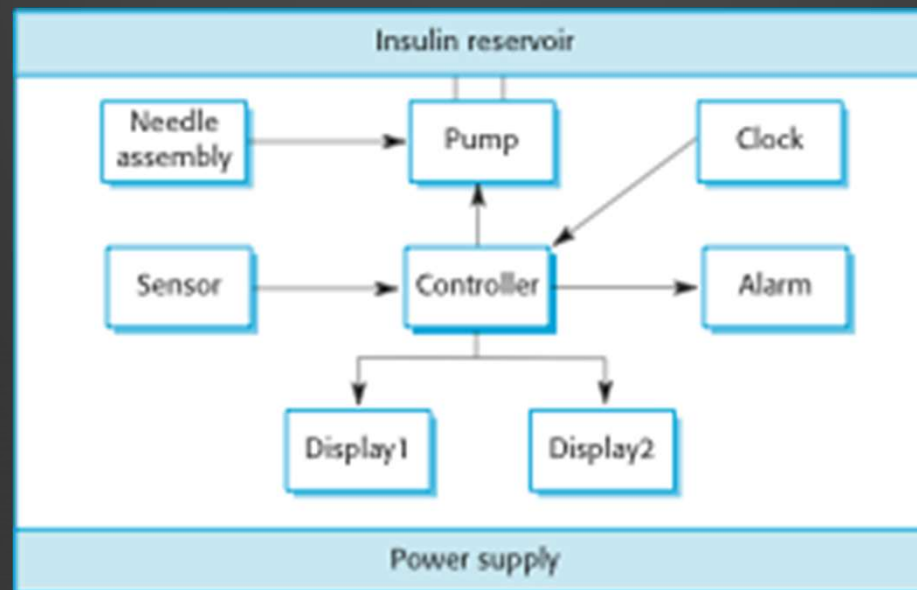 Insulin reservoir
Needle
assembly
Pump
Clock
Sensor
Controller
Alarm
Display1
Display2
Power supply